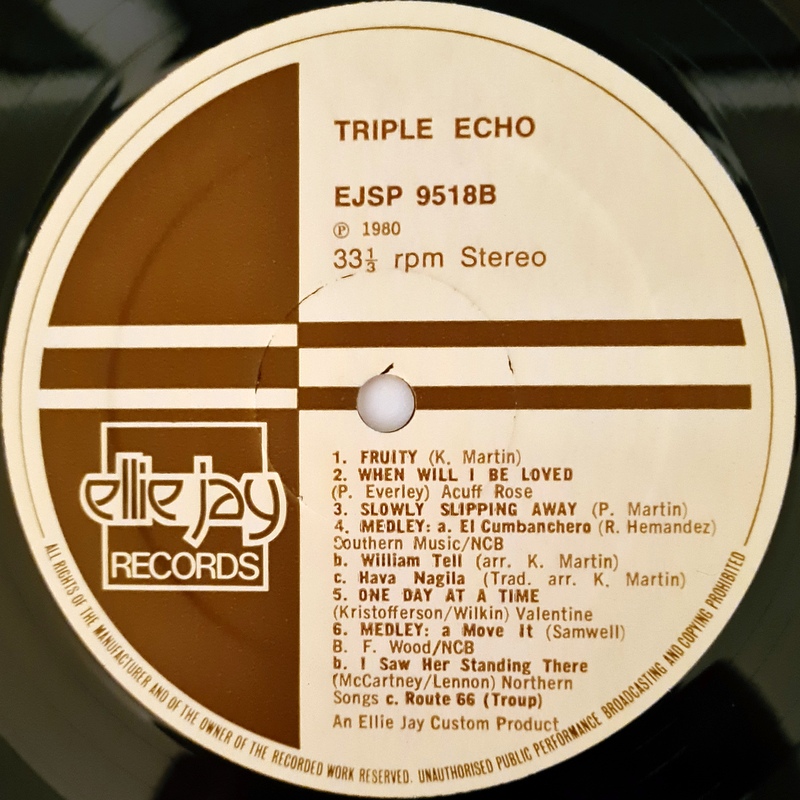 TRIPLE ECHO
EJSP 9518B
Ⓟ 1980
33⅓ rpm Stereo
ellie jay
RECORDS
1. FRUITY (K. Martin)
2. WHEN WILL I BE LOVED
(P. Everley) Acuff Rose
3. SLOWLY SLIPPING AWAY (P. Martin)
4. MEDLEY: a. El Cumbanchero (R. Hemandez)
Southern Music/NCB
b. William Tell (arr. K. Martin)
c. Hava Nagila (Trad. arr. K. Martin)
5. ONE DAY AT A TIME
(Kristofferson/Wilkin) Valentine
6. MEDLEY: a Move It (Samwell)
B. F. Wood/NCB
b. I Saw Her Standing There
(McCartney/Lennon) Northern
Songs c. Route 66 (Troup)
An Ellie Jay Custom Product
ALL RIGHTS OF THE MANUFACTURER AND OF THE OWNER OF THE RECORDED WORK RESERVED. UNAUTHORISED PUBLIC PERFORMANCE BROADCASTING AND COPYING PROHIBITED